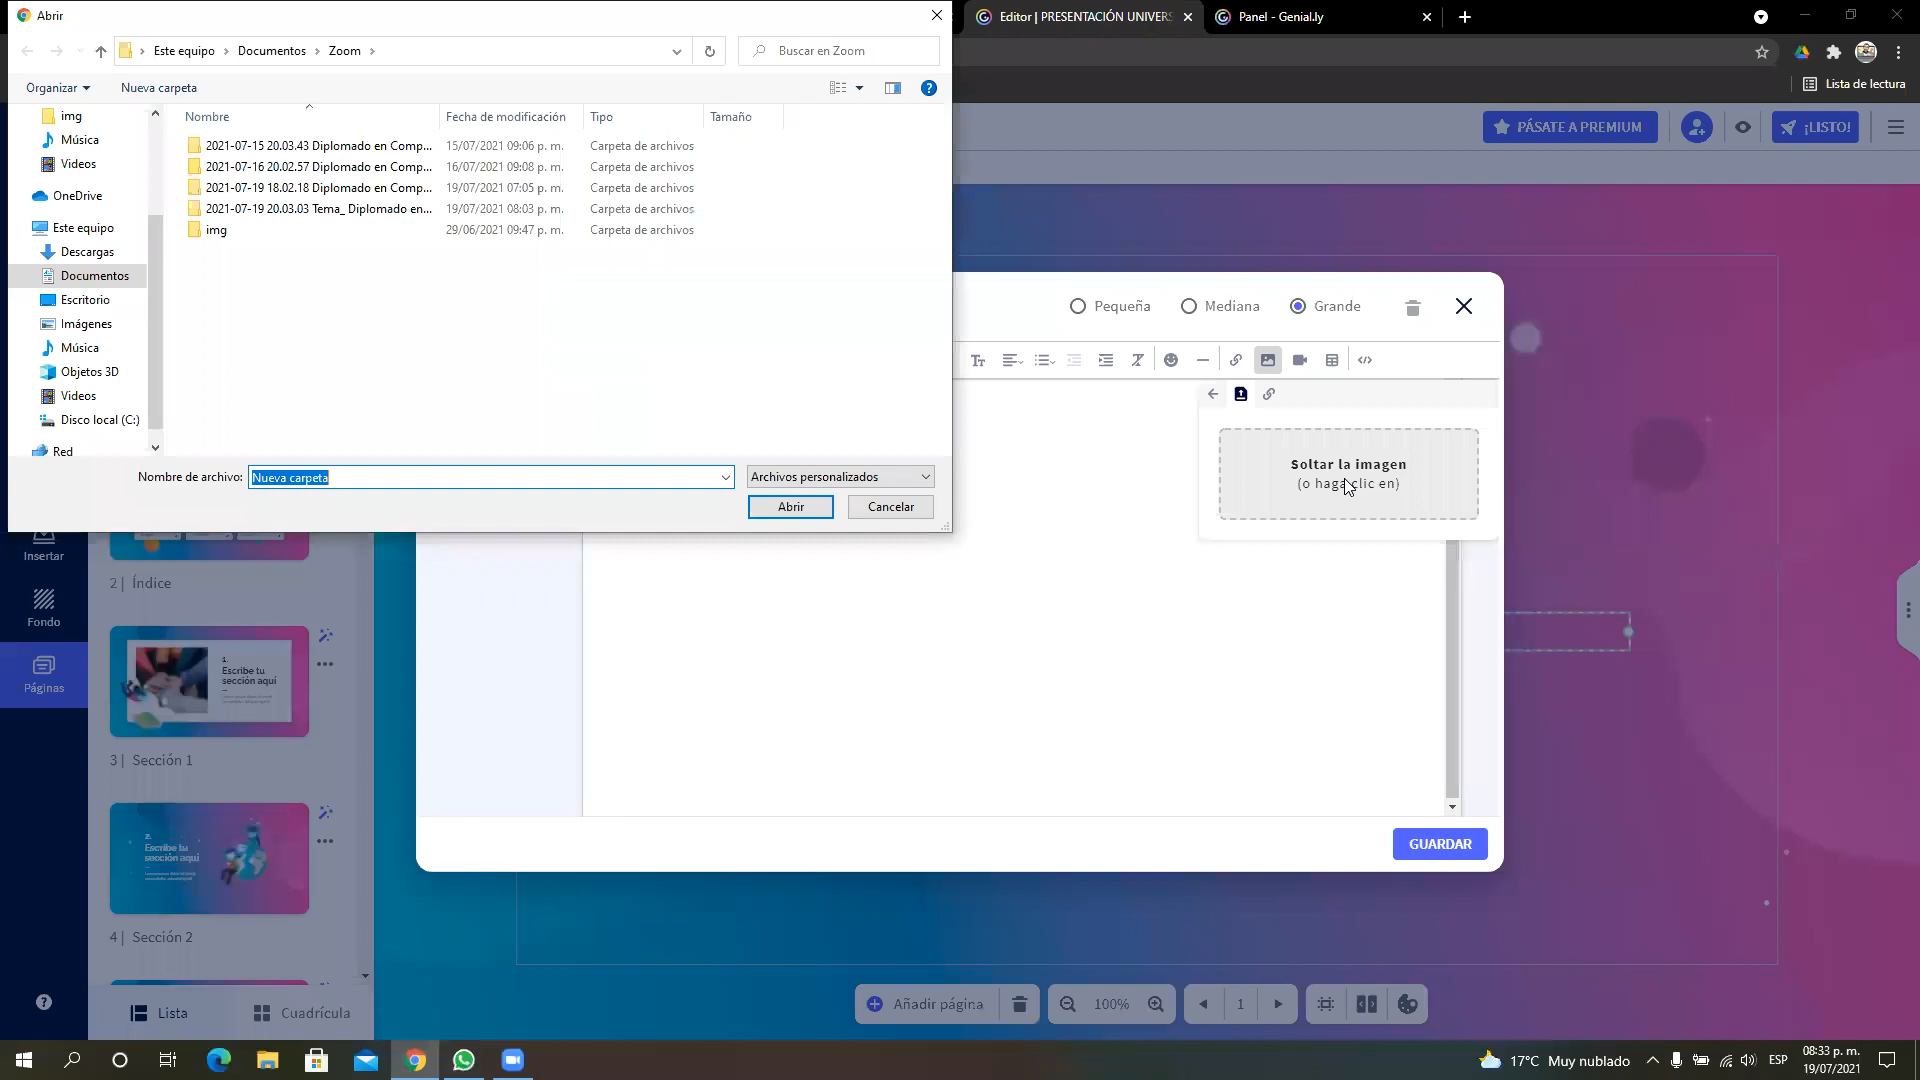 Abrir
Editor | PRESENTACIÓN UNIVERS
Panel - Genial.ly
Este equipo > Documentos > Zoom >
Buscar en Zoom
Lista de lectura
Organizar
Nueva carpeta
Nombre
Fecha de modificación
Tipo
Tamaño
img
Música
Videos
OneDrive
Este equipo
Descargas
Documentos
Escritorio
Imágenes
Música
Objetos 3D
Videos
Disco local (C:)
Red
2021-07-15 20.03.43 Diplomado en Comp... 15/07/2021 09:06 p. m. Carpeta de archivos
2021-07-16 20.02.57 Diplomado en Comp... 16/07/2021 09:08 p. m. Carpeta de archivos
2021-07-19 18.02.18 Diplomado en Comp... 19/07/2021 07:05 p. m. Carpeta de archivos
2021-07-19 20.03.03 Tema_ Diplomado en... 19/07/2021 08:03 p. m. Carpeta de archivos
img 29/06/2021 09:47 p. m. Carpeta de archivos
Nombre de archivo: Nueva carpeta
Archivos personalizados
Abrir
Cancelar
PÁSATE A PREMIUM
¡LISTO!
Pequeña
Mediana
Grande
Soltar la imagen
(o haga clic en)
GUARDAR
Insertar
Fondo
Páginas
2 | Índice
1.
Escribe tu
sección aquí
3 | Sección 1
2.
Escribe tu
sección aquí
4 | Sección 2
Lista
Cuadrícula
Añadir página
100%
1
17°C Muy nublado
ESP
08:33 p. m.
19/07/2021